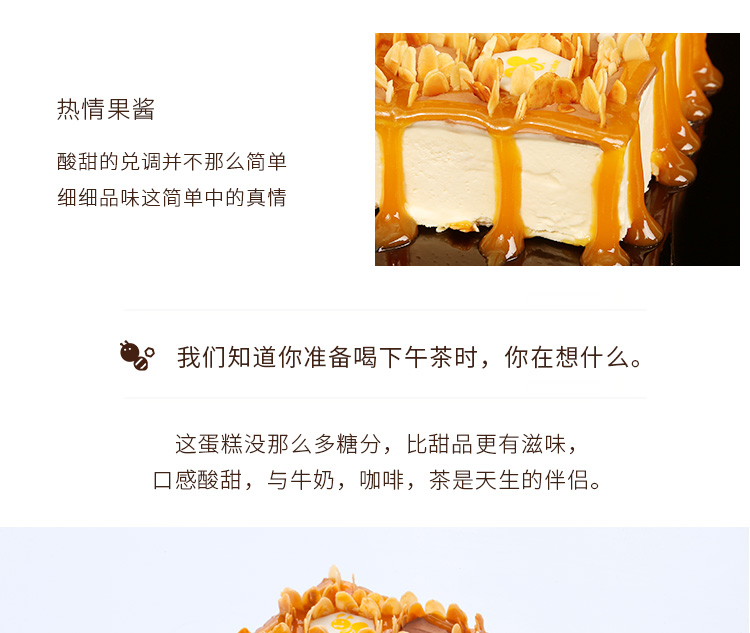 热情果酱
酸甜的兑调并不那么简单
细细品味这简单中的真情
我们知道你准备喝下午茶时，你在想什么。
这蛋糕没那么多糖分，比甜品更有滋味，
口感酸甜，与牛奶，咖啡，茶是天生的伴侣。